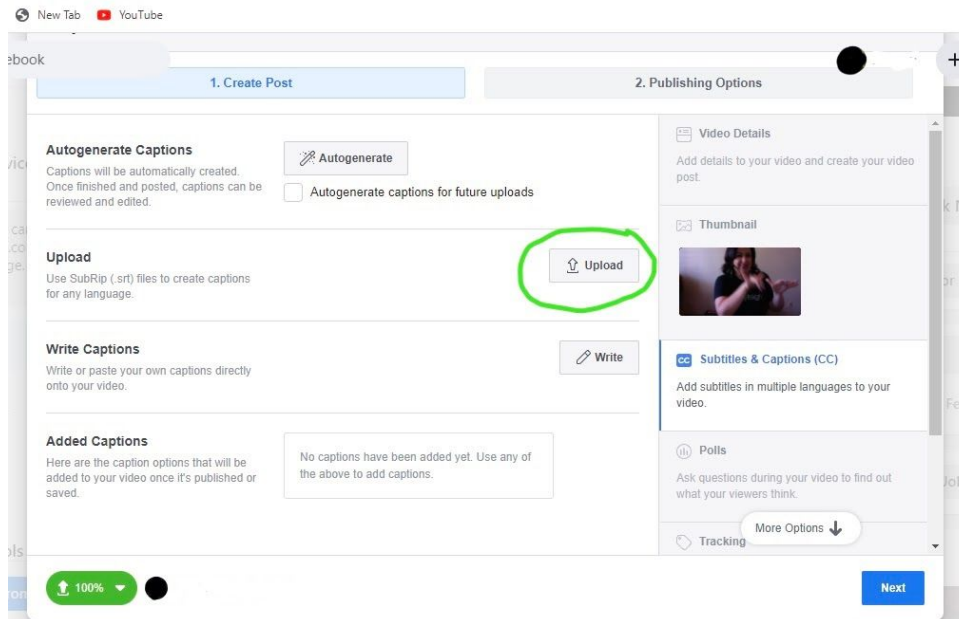 New Tab YouTube
ebook
1. Create Post
2. Publishing Options
Autogenerate Captions
Captions will be automatically created.
Once finished and posted, captions can be
reviewed and edited.
Autogenerate
Autogenerate captions for future uploads
Upload
Use SubRip (.srt) files to create captions
for any language.
Upload
Write Captions
Write or paste your own captions directly
onto your video.
Write
Added Captions
Here are the caption options that will be
added to your video once it's published or
saved.
No captions have been added yet. Use any of
the above to add captions.
Video Details
Add details to your video and create your video
post.
Thumbnail
Subtitles & Captions (CC)
CC
Add subtitles in multiple languages to your
video.
Polls
Ask questions during your video to find out
what your viewers think.
More Options
Tracking
100%
Next